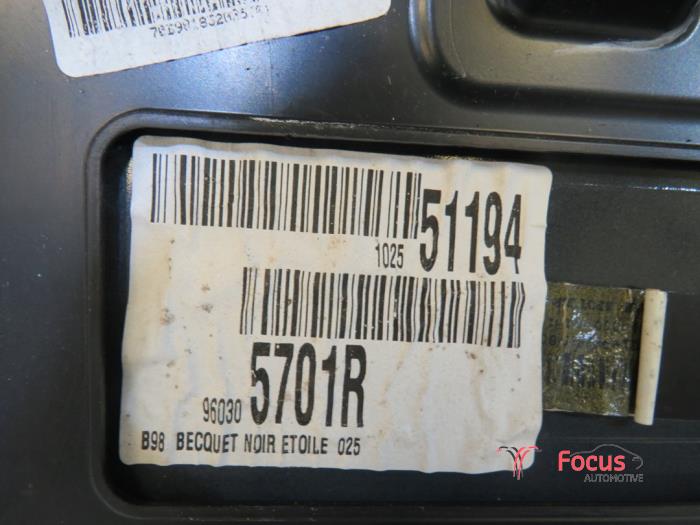 1025 51194
96030 5701R
B98 BECQUET NOIR ETOILE 025
Focus
AUTOMOTIVE